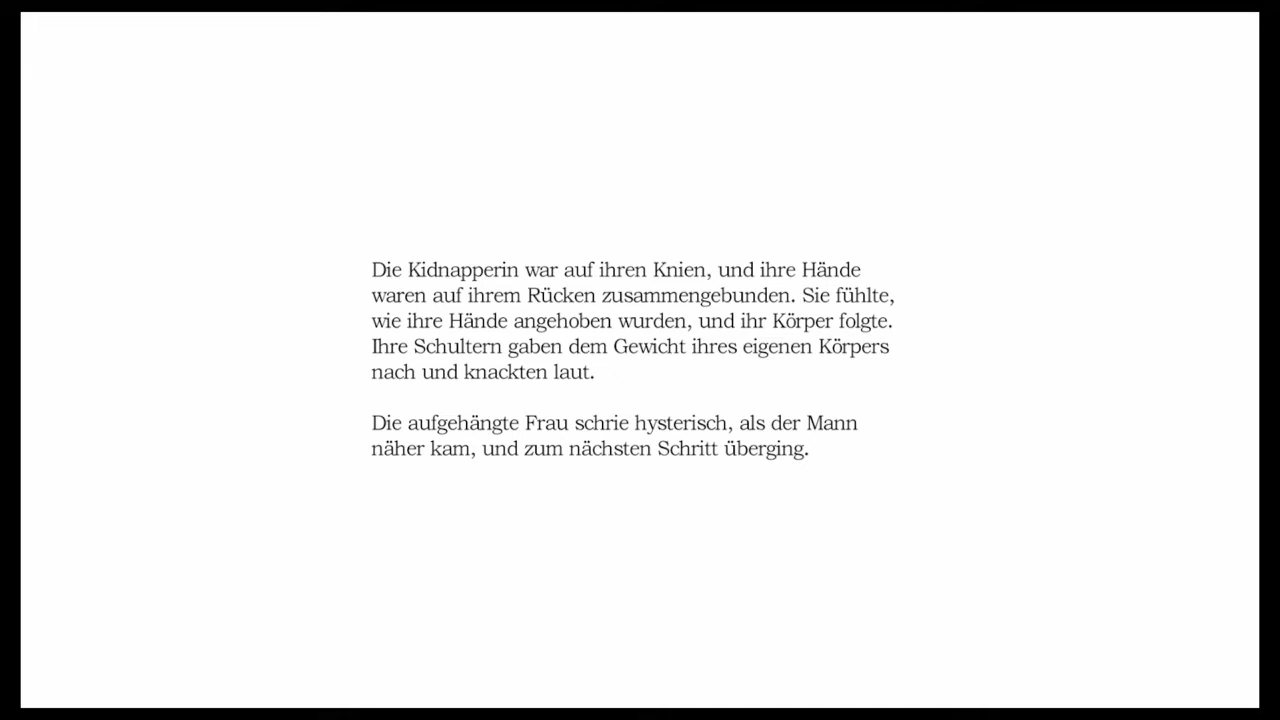 Die Kidnapperin war auf ihren Knien, und ihre Hände
waren auf ihrem Rücken zusammengebunden. Sie fühlte,
wie ihre Hände angehoben wurden, und ihr Körper folgte.
Ihre Schultern gaben dem Gewicht ihres eigenen Körpers
nach und knackten laut.
Die aufgehängte Frau schrie hysterisch, als der Mann
näher kam, und zum nächsten Schritt überging.